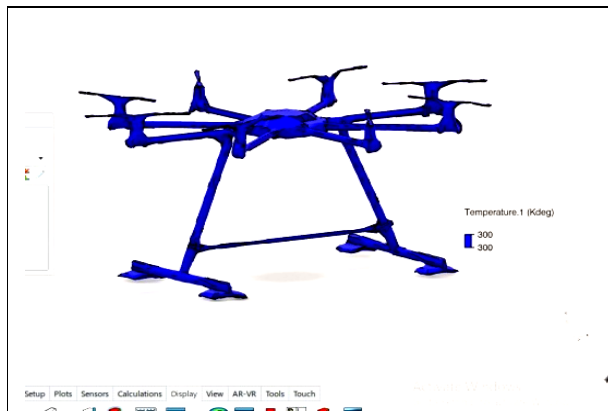 Temperature.1 (Kdeg)
300
300
Setup Plots Sensors Calculations Display View AR-VR Tools Touch